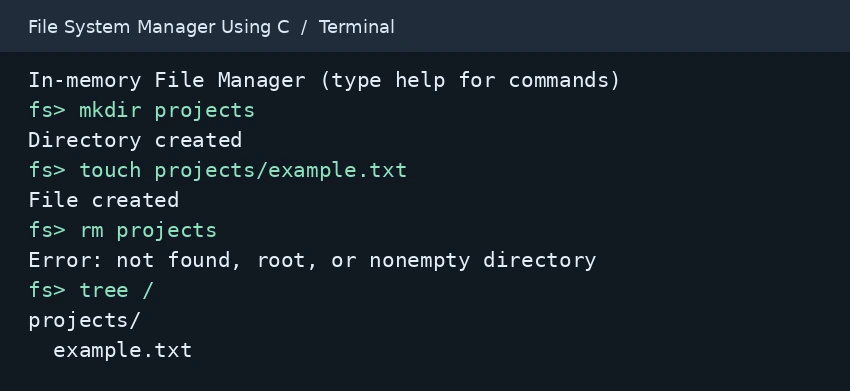 File System Manager Using C / Terminal
In-memory File Manager (type help for commands)
fs> mkdir projects
Directory created
fs> touch projects/example.txt
File created
fs> rm projects
Error: not found, root, or nonempty directory
fs> tree /
projects/
  example.txt